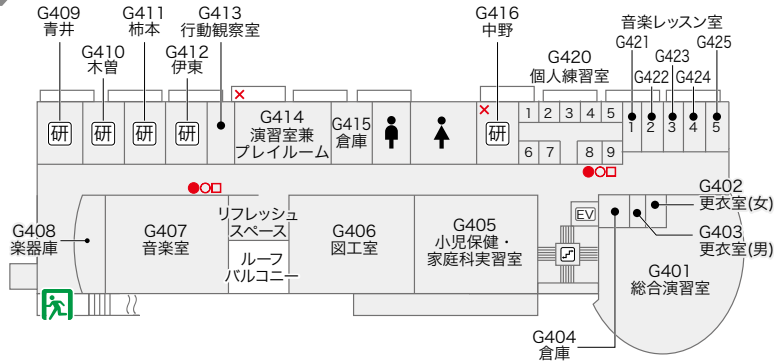 G409
青井
G410
木曽
G411
柿本
G412
伊東
G413
行動観察室
G416
中野
G420
個人練習室
音楽レッスン室
G421
G422
G423
G424
G425
研
研
研
研
G414
演習室兼
プレイルーム
G415
倉庫
研
1 2 3 4 5
6 7 8 9
1 2 3 4 5
G408
楽器庫
G407
音楽室
リフレッシュ
スペース
ルーフ
バルコニー
G406
図工室
G405
小児保健・
家庭科実習室
EV
G402
更衣室(女)
G403
更衣室(男)
G401
総合演習室
G404
倉庫